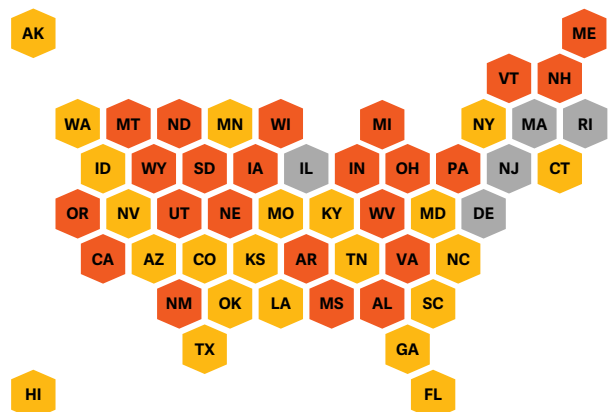 AK ME
VT NH
WA MT ND MN WI MI NY MA RI
ID WY SD IA IL IN OH PA NJ CT
OR NV UT NE MO KY WV MD DE
CA AZ CO KS AR TN VA NC
NM OK LA MS AL SC
TX GA
HI FL